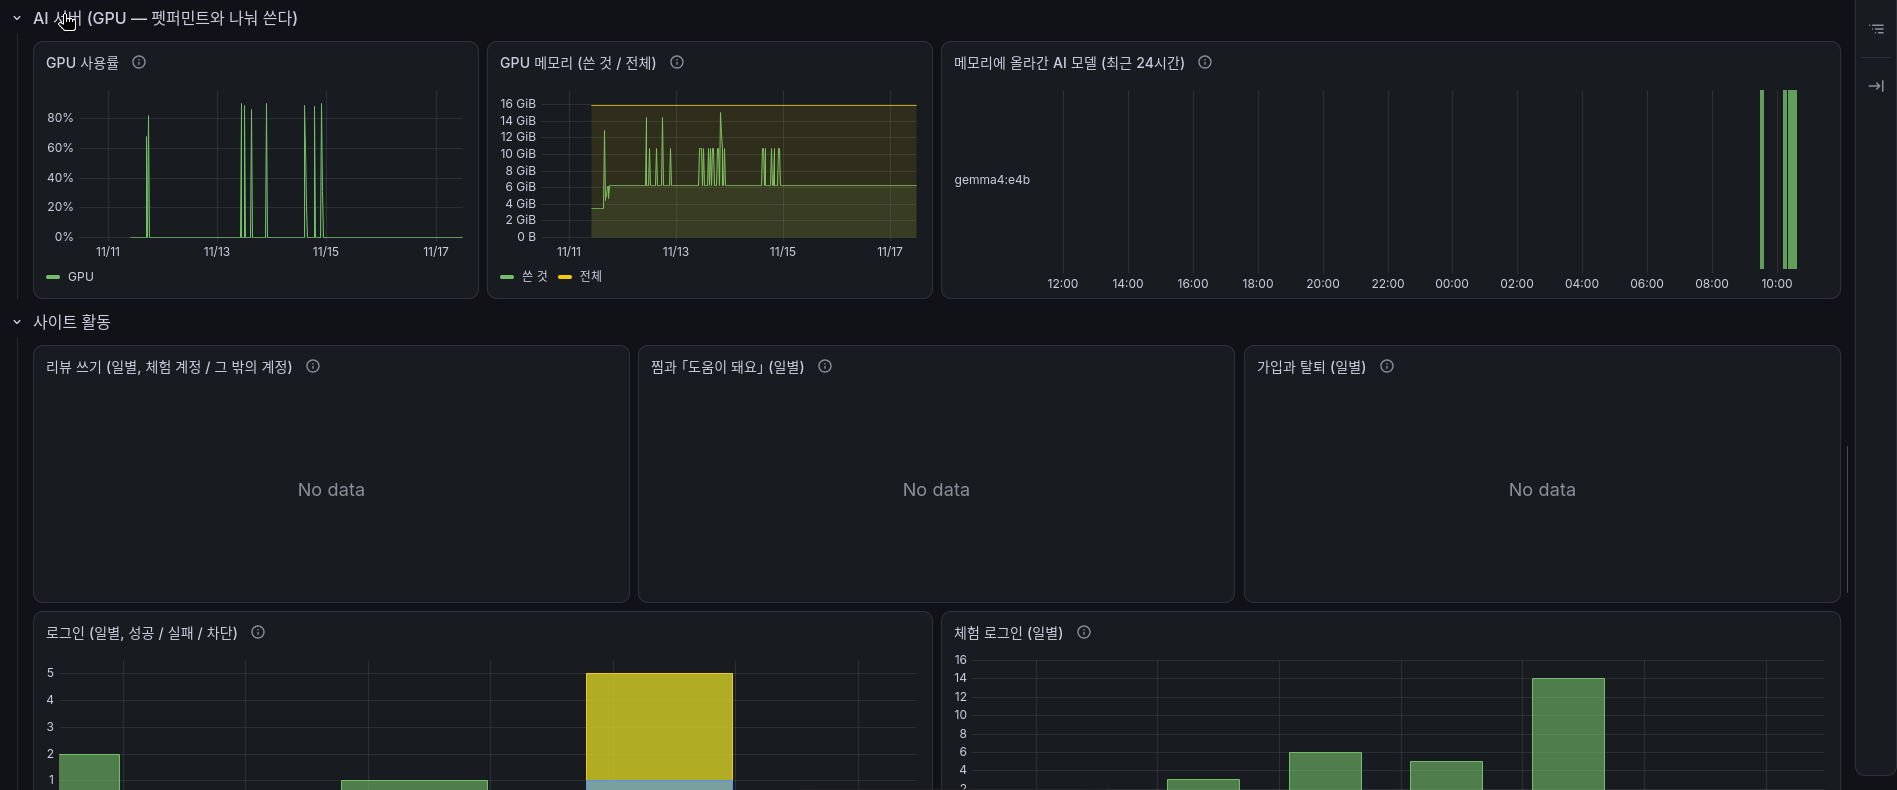 AI 서버 (GPU — 펫퍼민트와 나눠 쓴다)
GPU 사용률
80%
60%
40%
20%
0%
11/11 11/13 11/15 11/17
GPU
GPU 메모리 (쓴 것 / 전체)
16 GiB
14 GiB
12 GiB
10 GiB
8 GiB
6 GiB
4 GiB
2 GiB
0 B
11/11 11/13 11/15 11/17
쓴 것 전체
메모리에 올라간 AI 모델 (최근 24시간)
gemma4:e4b
12:00 14:00 16:00 18:00 20:00 22:00 00:00 02:00 04:00 06:00 08:00 10:00
사이트 활동
리뷰 쓰기 (일별, 체험 계정 / 그 밖의 계정)
No data
찜과 「도움이 돼요」 (일별)
No data
가입과 탈퇴 (일별)
No data
로그인 (일별, 성공 / 실패 / 차단)
5
4
3
2
1
체험 로그인 (일별)
16
14
12
10
8
6
4
2